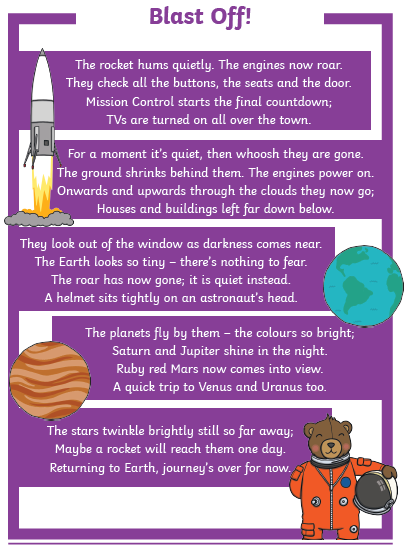 Blast Off!
The rocket hums quietly. The engines now roar.
They check all the buttons, the seats and the door.
Mission Control starts the final countdown;
TVs are turned on all over the town.
For a moment it's quiet, then whoosh they are gone.
The ground shrinks behind them. The engines power on.
Onwards and upwards through the clouds they now go;
Houses and buildings left far down below.
They look out of the window as darkness comes near.
The Earth looks so tiny – there's nothing to fear.
The roar has now gone; it is quiet instead.
A helmet sits tightly on an astronaut's head.
The planets fly by them – the colours so bright;
Saturn and Jupiter shine in the night.
Ruby red Mars now comes into view.
A quick trip to Venus and Uranus too.
The stars twinkle brightly still so far away;
Maybe a rocket will reach them one day.
Returning to Earth, journey's over for now.